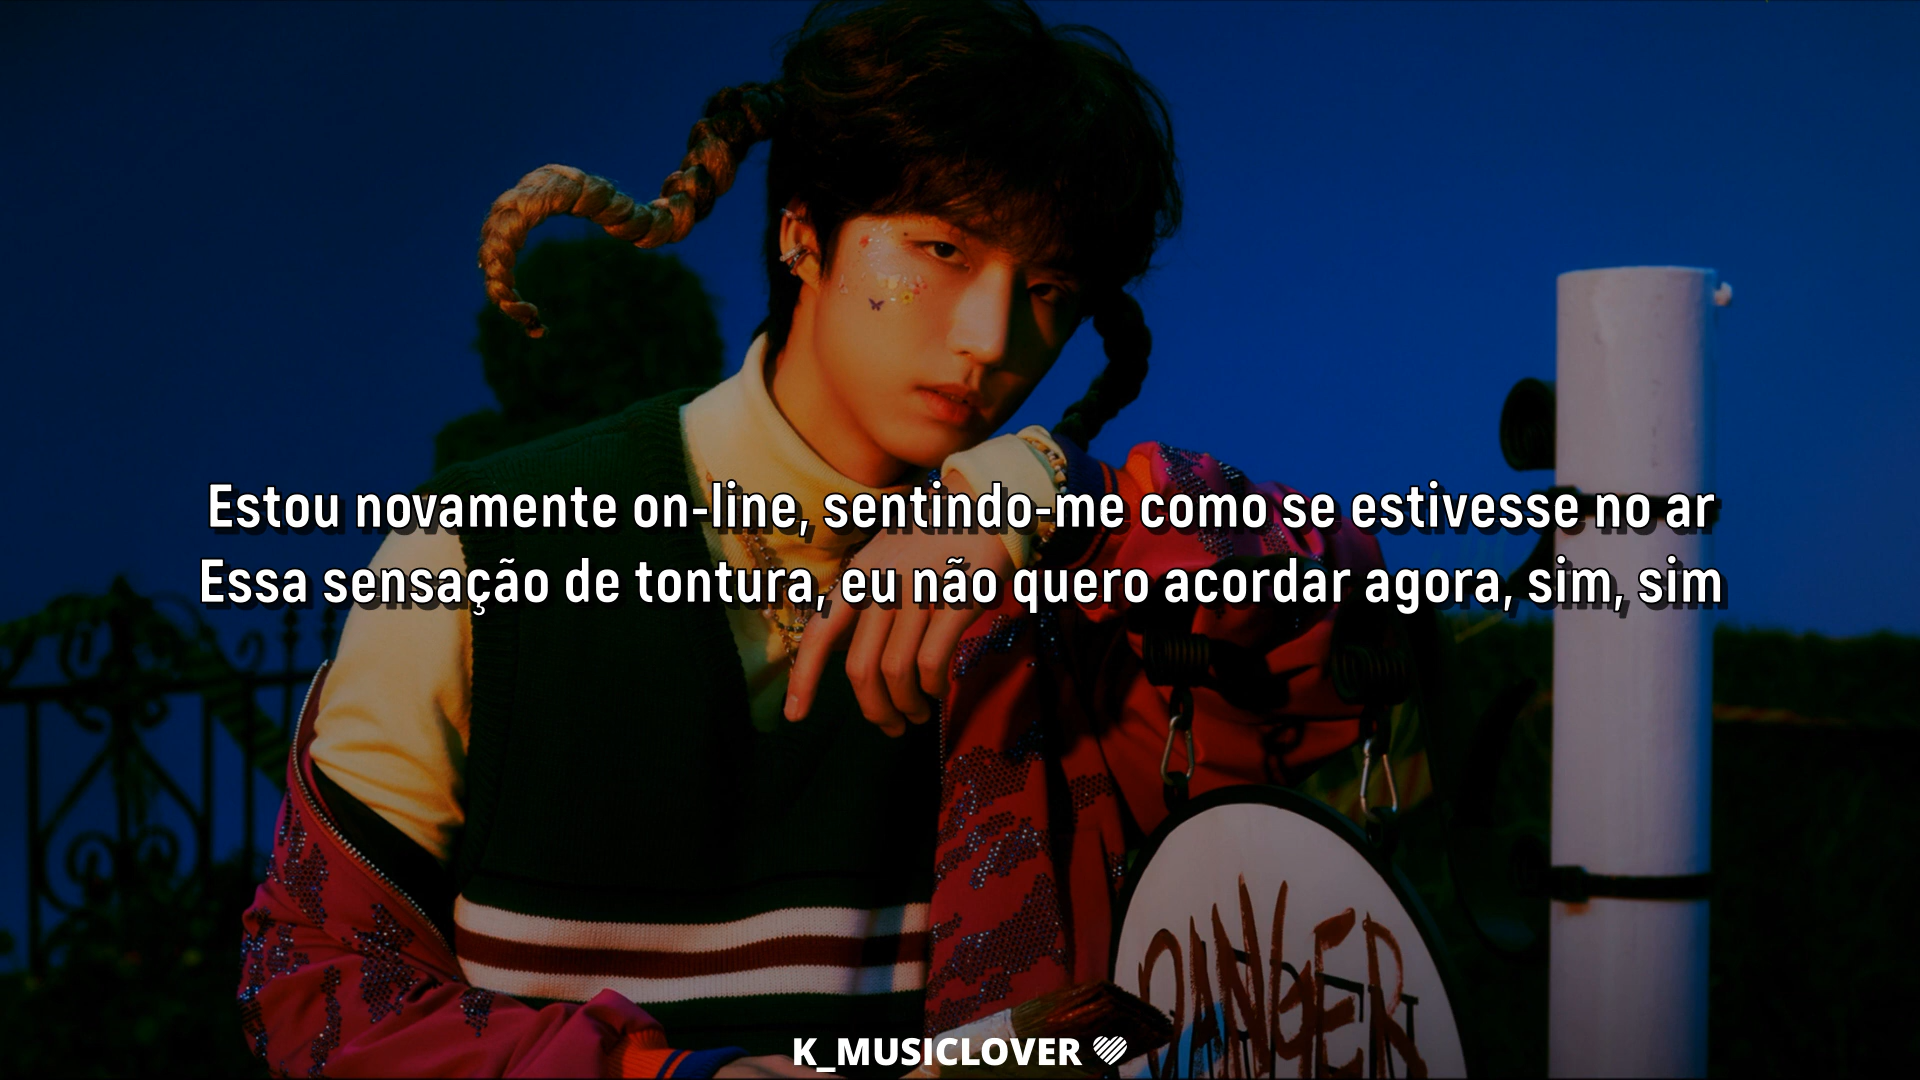 Estou novamente on-line, sentindo-me como se estivesse no ar
Essa sensação de tontura, eu não quero acordar agora, sim, sim
DANGER
K_MUSICLOVER